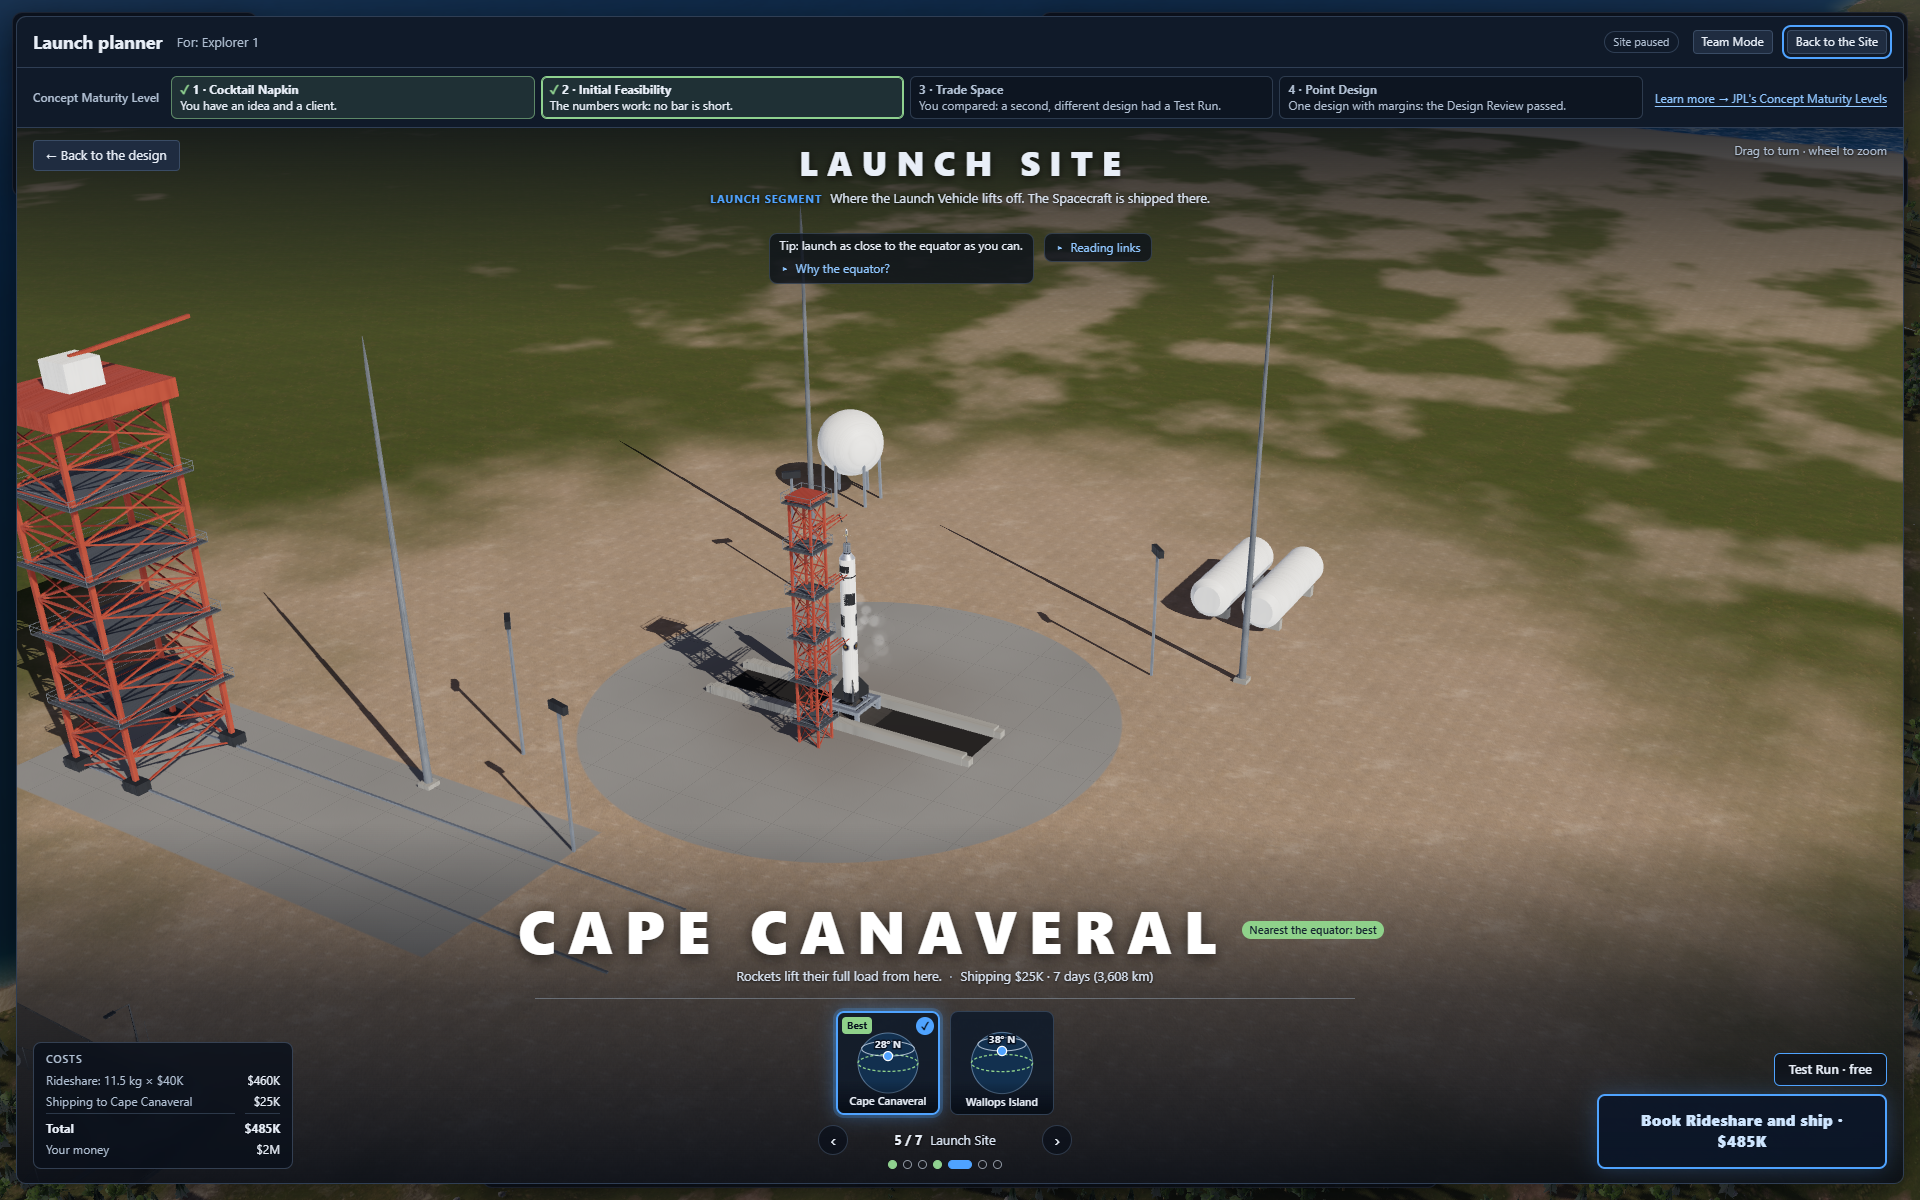 Launch planner For: Explorer 1
Site paused
Team Mode
Back to the Site
Concept Maturity Level
✓ 1 · Cocktail Napkin
You have an idea and a client.
✓ 2 · Initial Feasibility
The numbers work: no bar is short.
3 · Trade Space
You compared: a second, different design had a Test Run.
4 · Point Design
One design with margins: the Design Review passed.
Learn more → JPL's Concept Maturity Levels
← Back to the design
Drag to turn · wheel to zoom
LAUNCH SITE
LAUNCH SEGMENT Where the Launch Vehicle lifts off. The Spacecraft is shipped there.
Tip: launch as close to the equator as you can.
▸ Why the equator?
▸ Reading links
CAPE CANAVERAL
Nearest the equator: best
Rockets lift their full load from here. · Shipping $25K · 7 days (3,608 km)
Best ✓
28° N
Cape Canaveral
38° N
Wallops Island
‹ 5 / 7 Launch Site ›
COSTS
Rideshare: 11.5 kg × $40K $460K
Shipping to Cape Canaveral $25K
Total $485K
Your money $2M
Test Run · free
Book Rideshare and ship ·
$485K